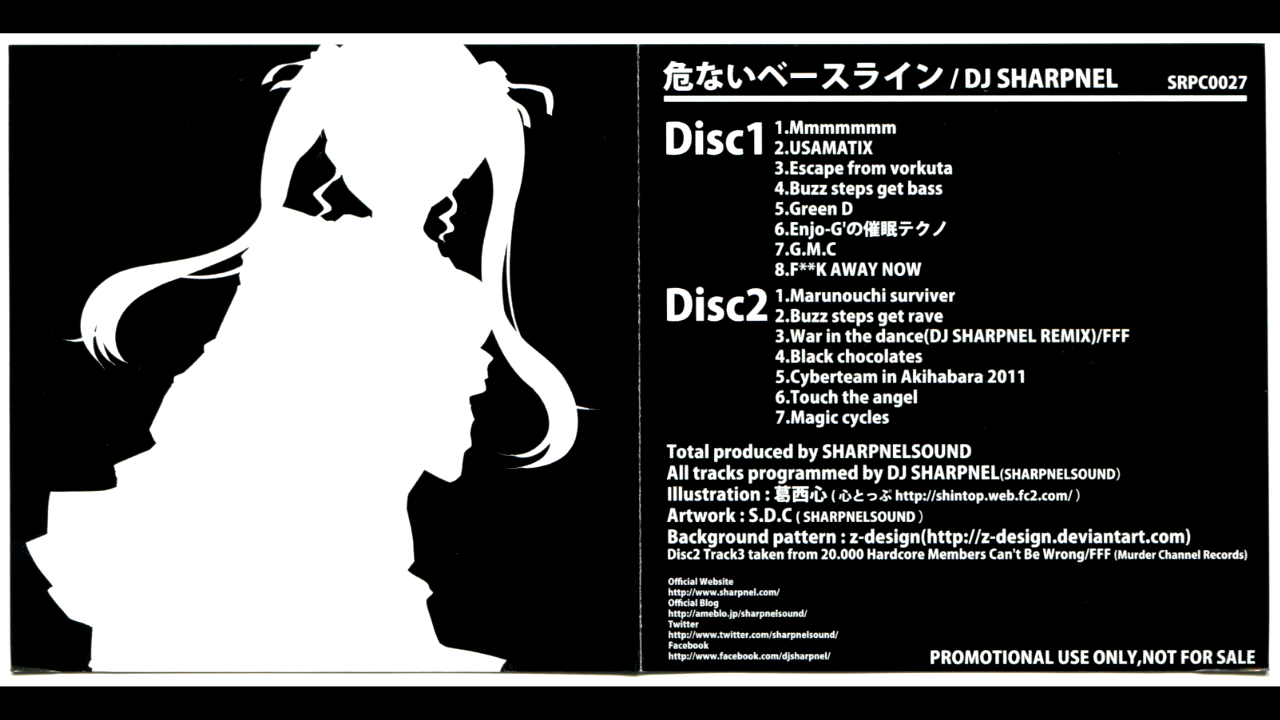 危ないベースライン / DJ SHARPNEL SRPC0027
Disc1
1.Mmmmmmm
2.USAMATIX
3.Escape from vorkuta
4.Buzz steps get bass
5.Green D
6.Enjo-G'の催眠テクノ
7.G.M.C
8.F**K AWAY NOW
Disc2
1.Marunouchi surviver
2.Buzz steps get rave
3.War in the dance(DJ SHARPNEL REMIX)/FFF
4.Black chocolates
5.Cyberteam in Akihabara 2011
6.Touch the angel
7.Magic cycles
Total produced by SHARPNELSOUND
All tracks programmed by DJ SHARPNEL(SHARPNELSOUND)
Illustration : 葛西心 ( 心とっぷ http://shintop.web.fc2.com/ )
Artwork : S.D.C ( SHARPNELSOUND )
Background pattern : z-design(http://z-design.deviantart.com)
Disc2 Track3 taken from 20.000 Hardcore Members Can't Be Wrong/FFF (Murder Channel Records)
Official Website
http://www.sharpnel.com/
Official Blog
http://ameblo.jp/sharpnelsound/
Twitter
http://www.twitter.com/sharpnelsound/
Facebook
http://www.facebook.com/djsharpnel/
PROMOTIONAL USE ONLY,NOT FOR SALE